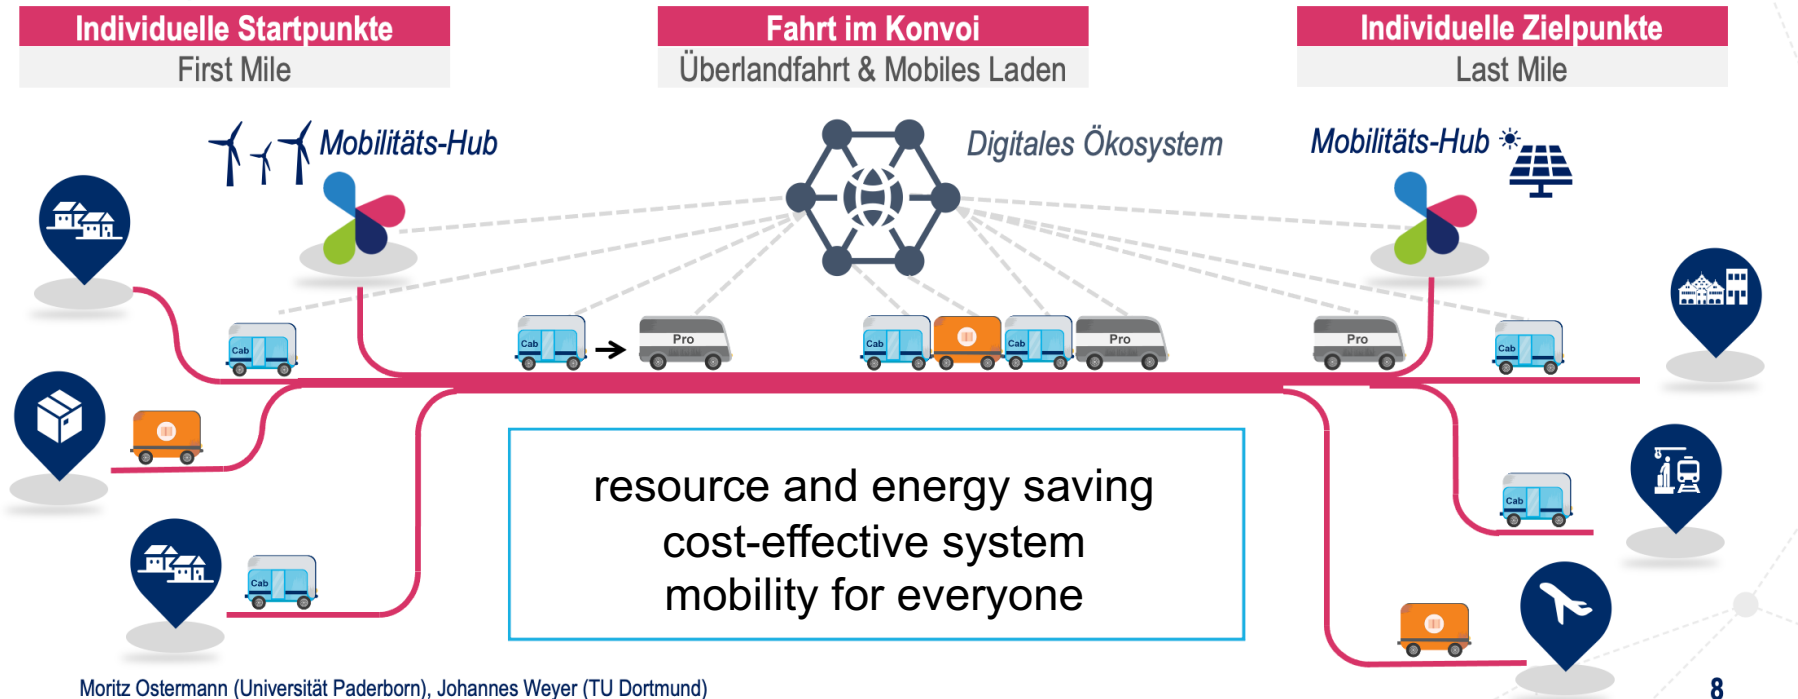 Individuelle Startpunkte
First Mile
Fahrt im Konvoi
Überlandfahrt & Mobiles Laden
Individuelle Zielpunkte
Last Mile
Mobilitäts-Hub
Digitales Ökosystem
Mobilitäts-Hub
Cab
Cab
Pro
Cab
Cab
Pro
Pro
Cab
Cab
Cab
resource and energy saving
cost-effective system
mobility for everyone
Moritz Ostermann (Universität Paderborn), Johannes Weyer (TU Dortmund)
8